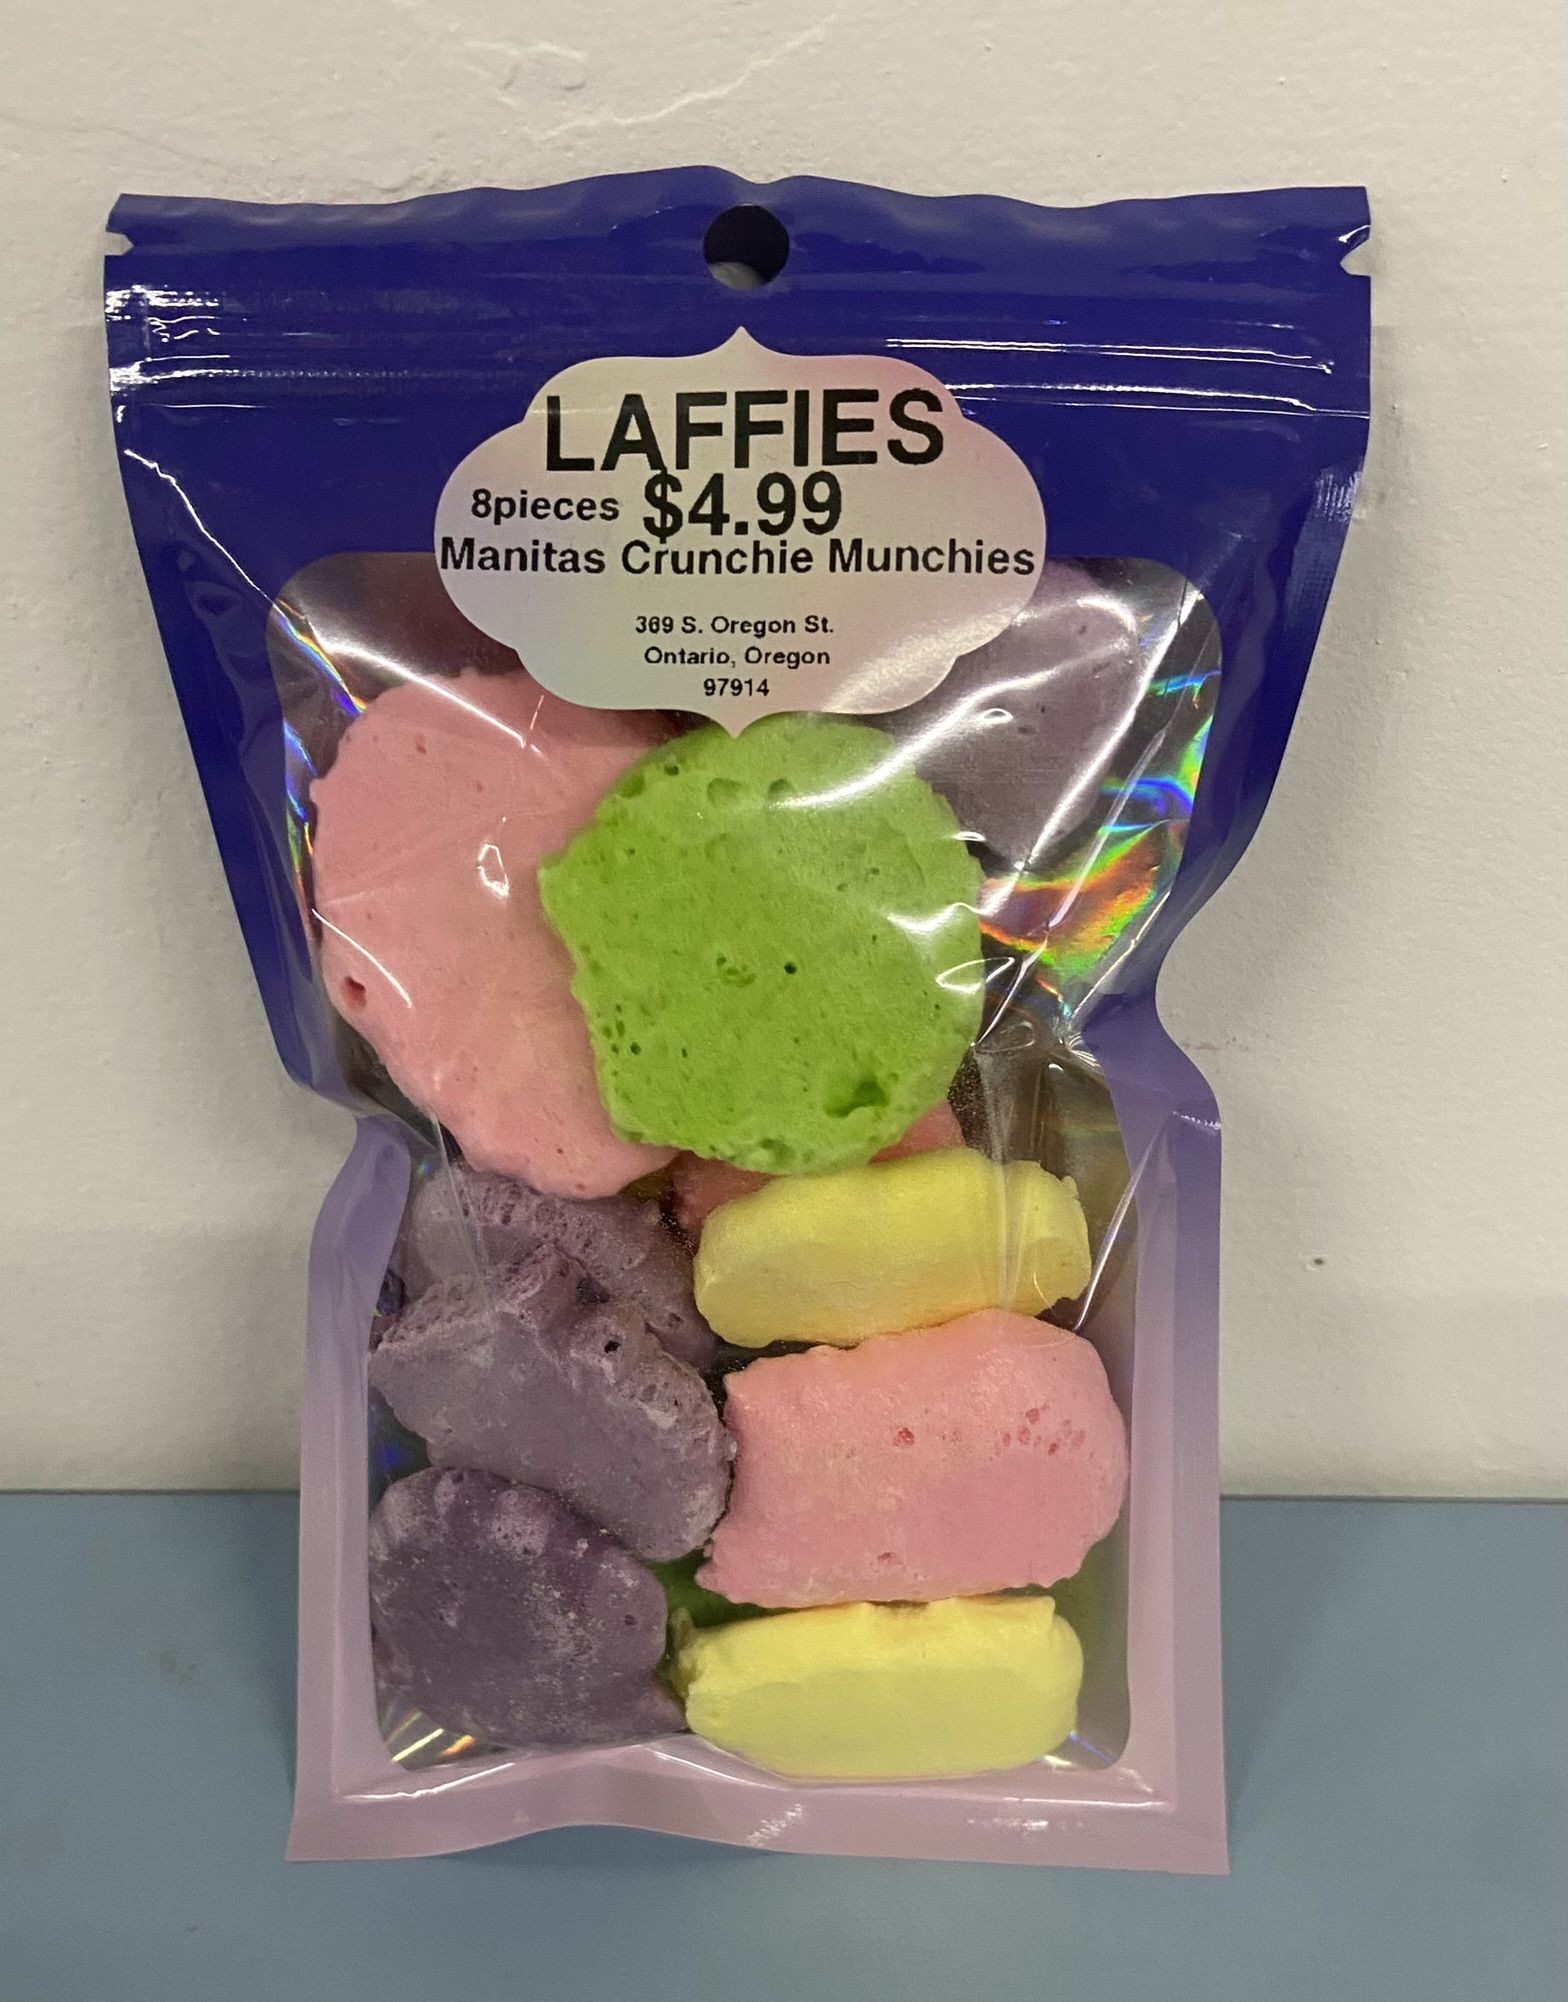 LAFFIES
8pieces $4.99
Manitas Crunchie Munchies
369 S. Oregon St.
Ontario, Oregon
97914